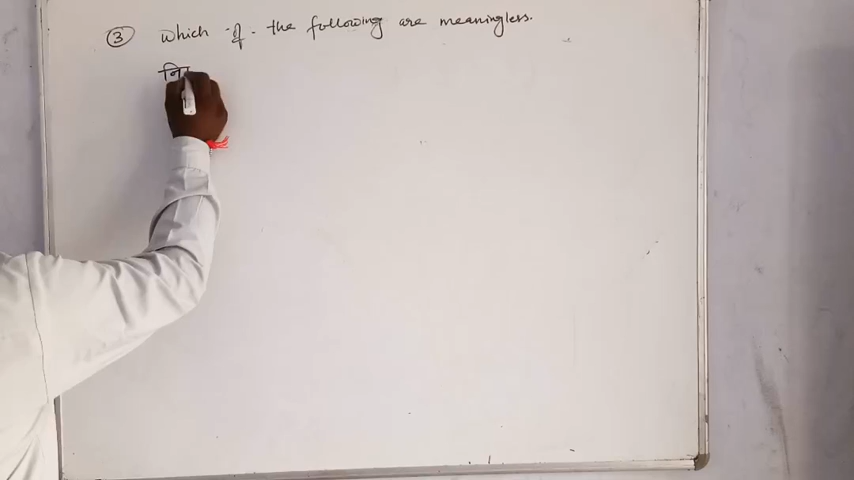 ③ which of the following are meaningless.
नि